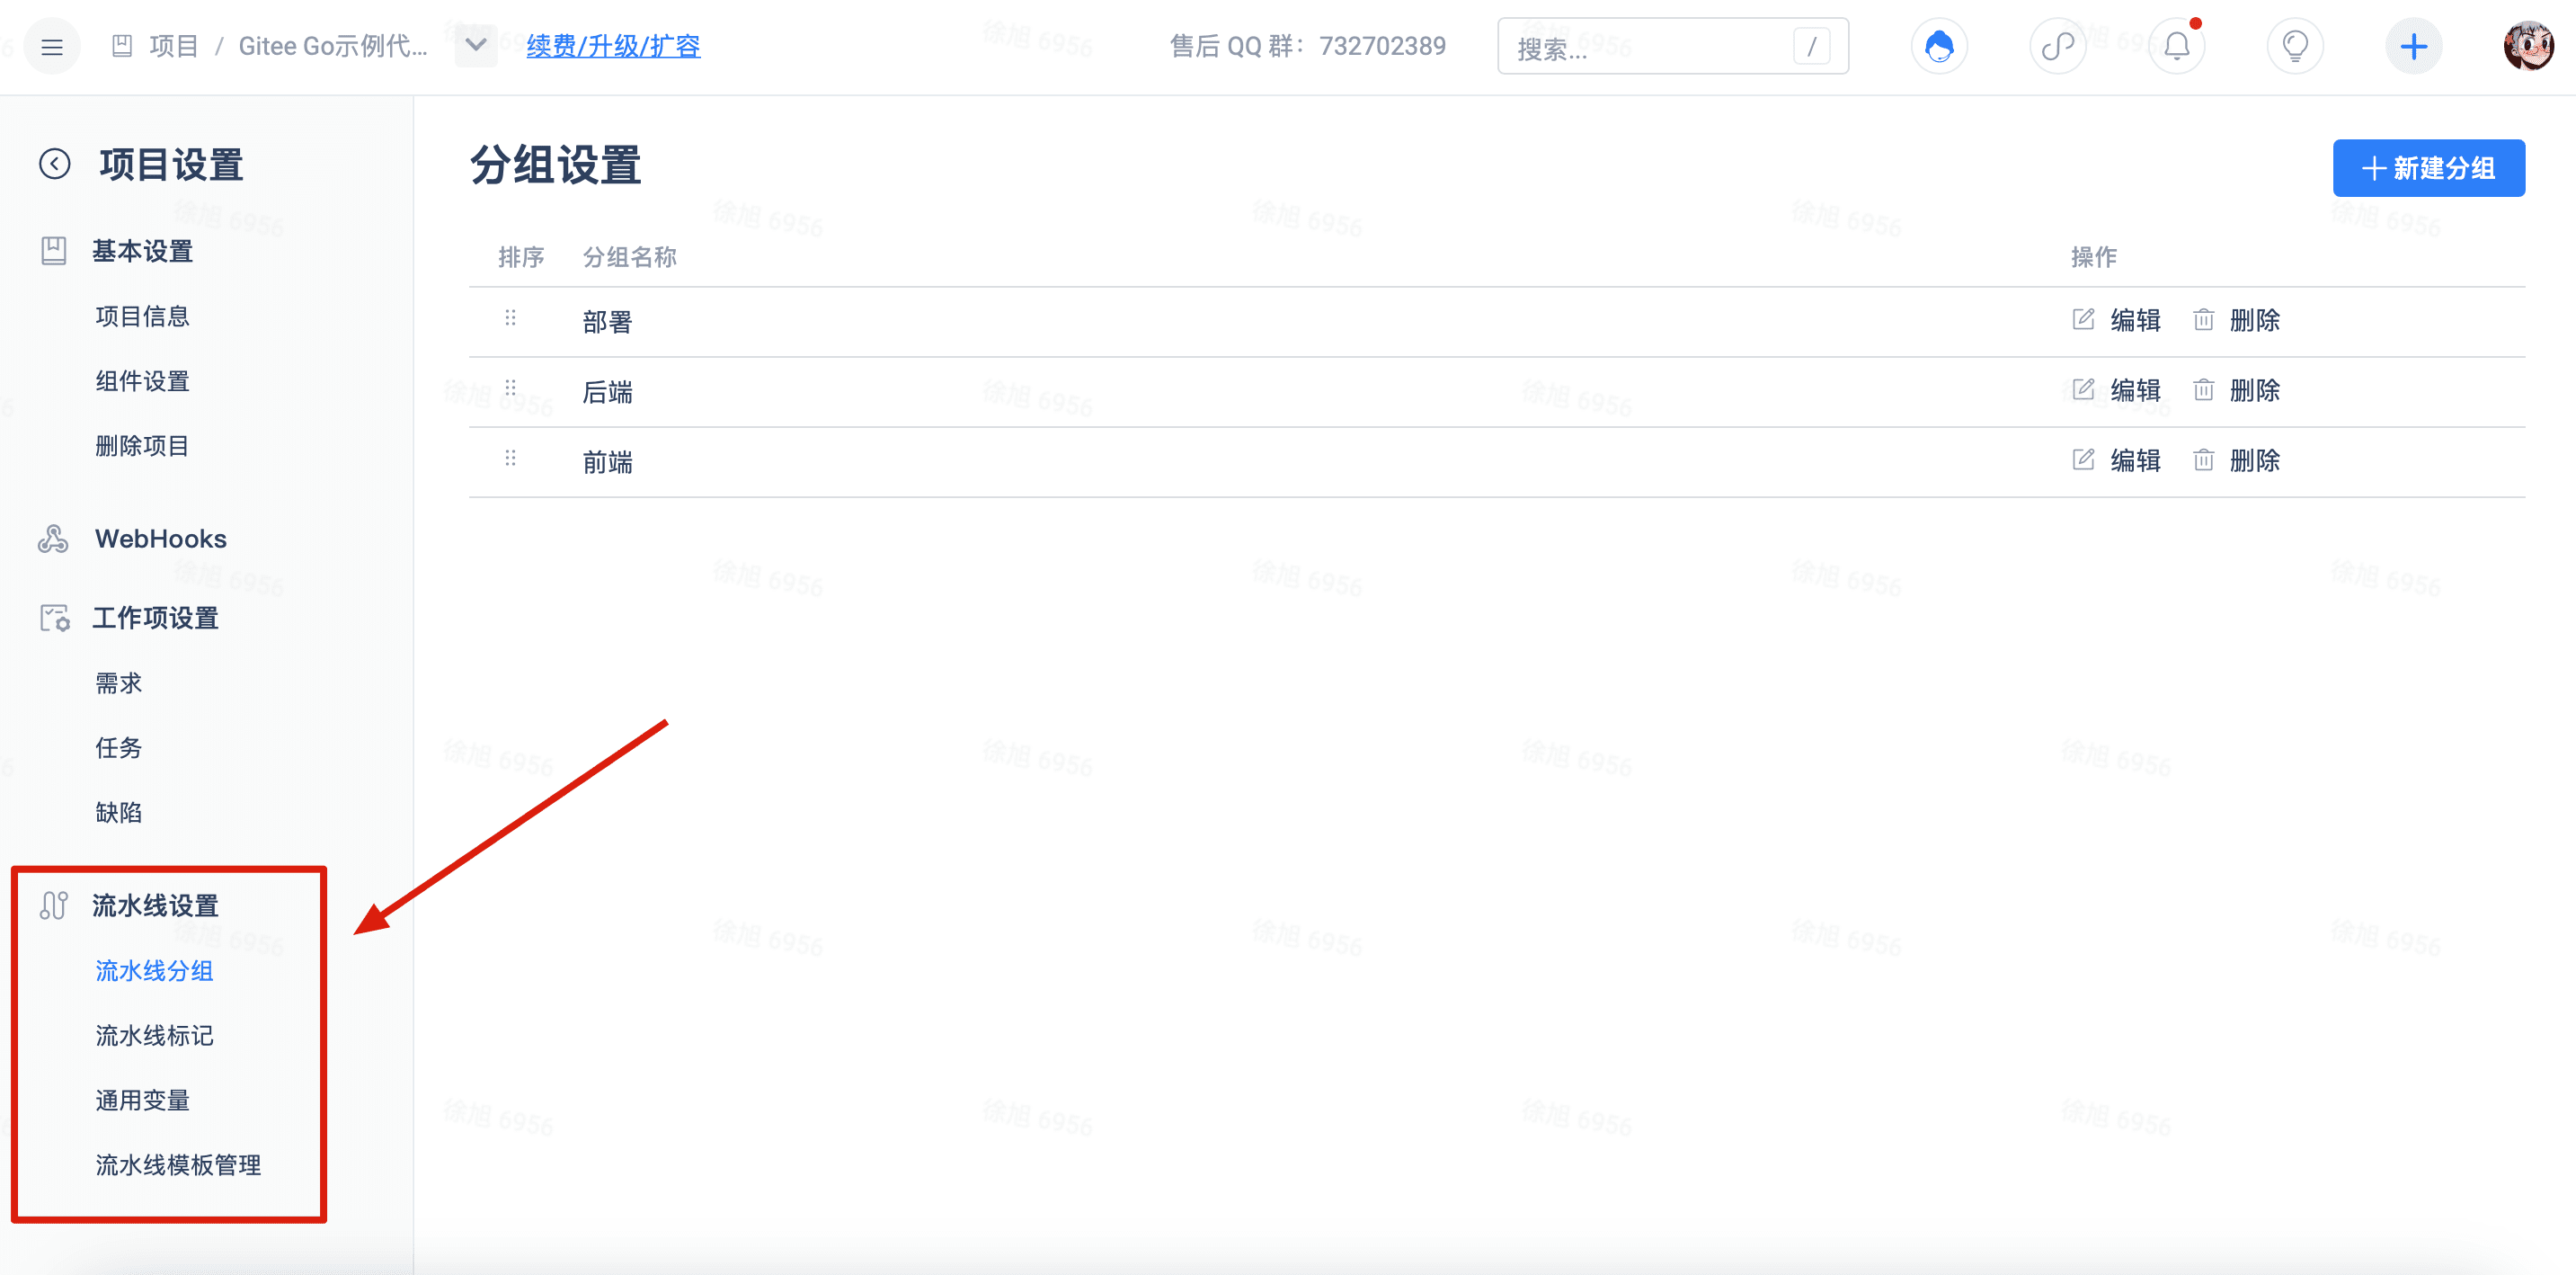 项目 / Gitee Go示例代...
续费/升级/扩容
售后 QQ 群：732702389
搜索...
/
项目设置
基本设置
项目信息
组件设置
删除项目
WebHooks
工作项设置
需求
任务
缺陷
流水线设置
流水线分组
流水线标记
通用变量
流水线模板管理
分组设置
新建分组
排序 分组名称 操作
部署 编辑 删除
后端 编辑 删除
前端 编辑 删除
徐旭 6956